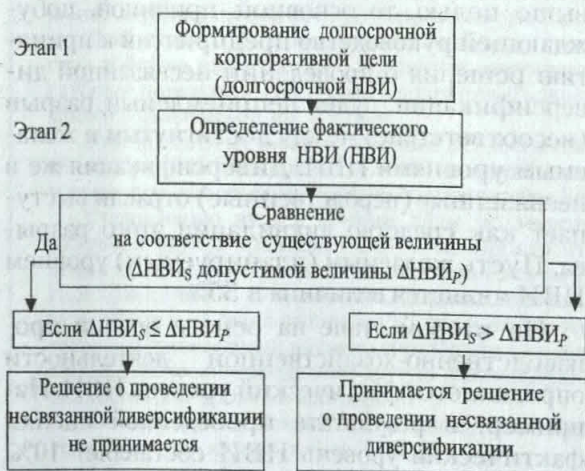 Этап 1
Формирование долгосрочной
корпоративной цели
(долгосрочной НВИ)
Этап 2
Определение фактического
уровня НВИ (НВИ)
Сравнение
на соответствие существующей величины
(ΔНВИS допустимой величины ΔНВИP)
Да
Если ΔНВИS ≤ ΔНВИP
Если ΔНВИS > ΔНВИP
Решение о проведении
несвязанной диверсификации
не принимается
Принимается решение
о проведении несвязанной
диверсификации